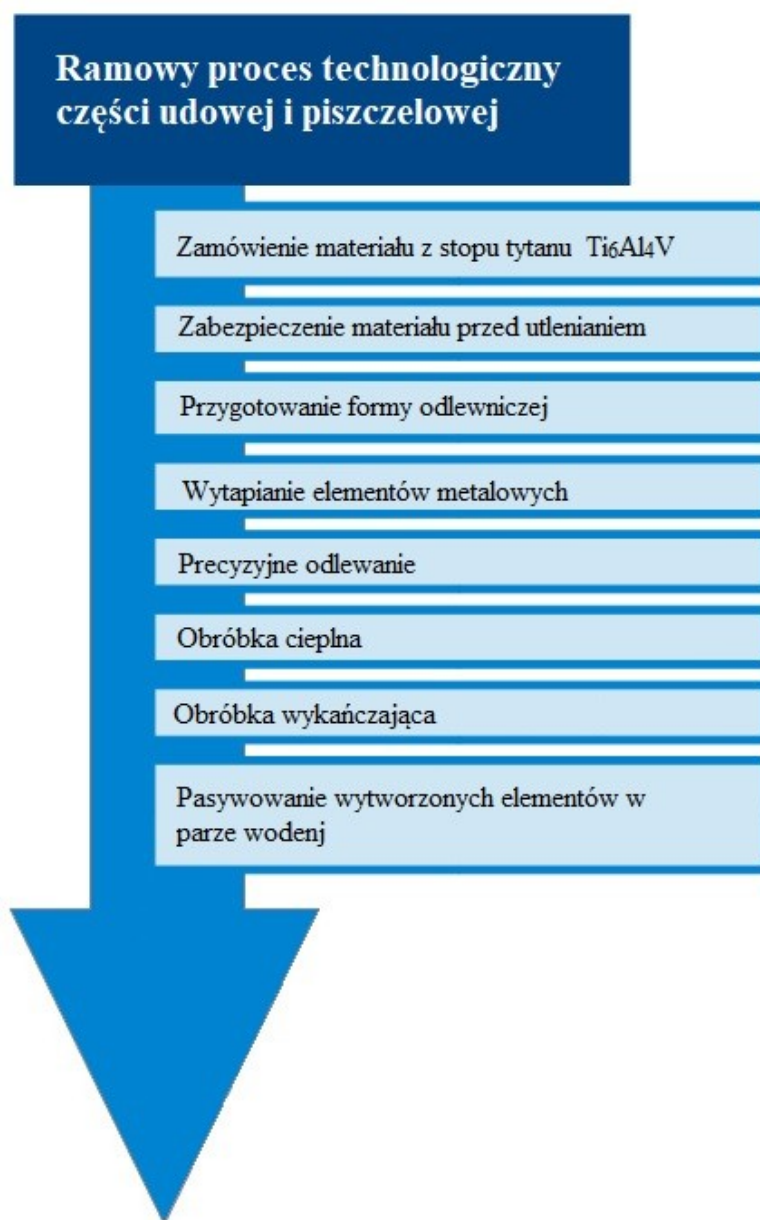 Ramowy proces technologiczny
części udowej i piszczelowej
Zamówienie materiału z stopu tytanu Ti6Al4V
Zabezpieczenie materiału przed utlenianiem
Przygotowanie formy odlewniczej
Wytapianie elementów metalowych
Precyzyjne odlewanie
Obróbka cieplna
Obróbka wykańczająca
Pasywowanie wytworzonych elementów w
parze wodenj